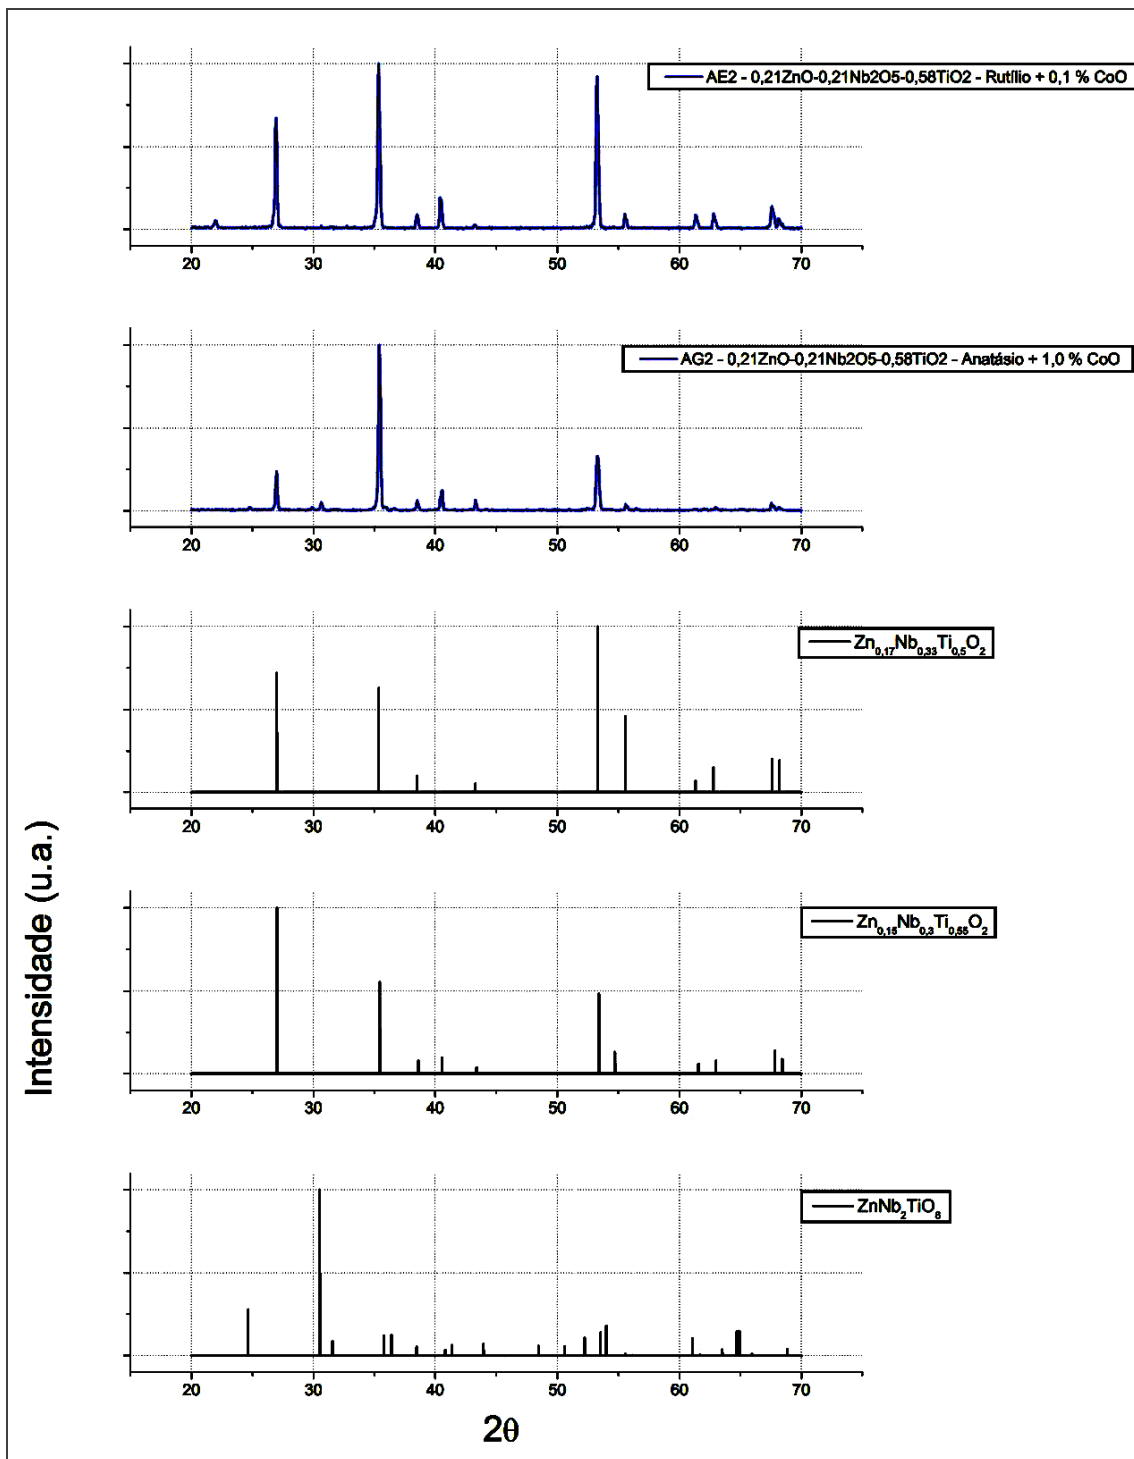 AE2 - 0,21ZnO-0,21Nb2O5-0,58TiO2 - Rutílio + 0,1 % CoO
20 30 40 50 60 70
AG2 - 0,21ZnO-0,21Nb2O5-0,58TiO2 - Anatásio + 1,0 % CoO
20 30 40 50 60 70
Zn0,17Nb0,33Ti0,5O2
20 30 40 50 60 70
Zn0,15Nb0,3Ti0,55O2
20 30 40 50 60 70
ZnNb2TiO8
20 30 40 50 60 70
2θ
Intensidade (u.a.)